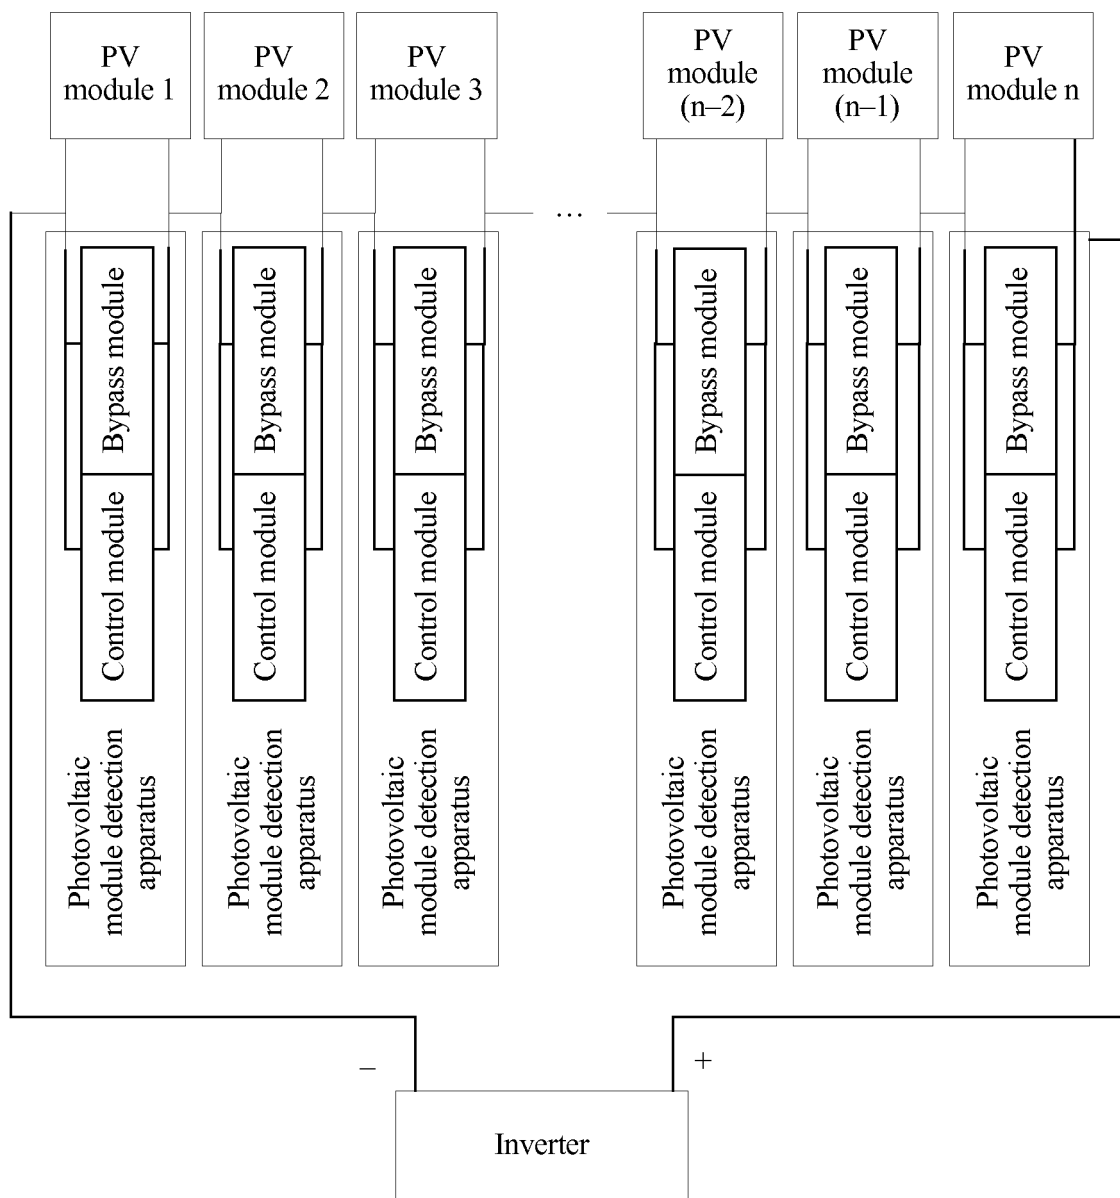 PV
module 1
PV
module 2
PV
module 3
PV
module
(n–2)
PV
module
(n–1)
PV
module n
...
Bypass module
Bypass module
Bypass module
Bypass module
Bypass module
Bypass module
Control module
Control module
Control module
Control module
Control module
Control module
Photovoltaic
module detection
apparatus
Photovoltaic
module detection
apparatus
Photovoltaic
module detection
apparatus
Photovoltaic
module detection
apparatus
Photovoltaic
module detection
apparatus
Photovoltaic
module detection
apparatus
–
+
Inverter